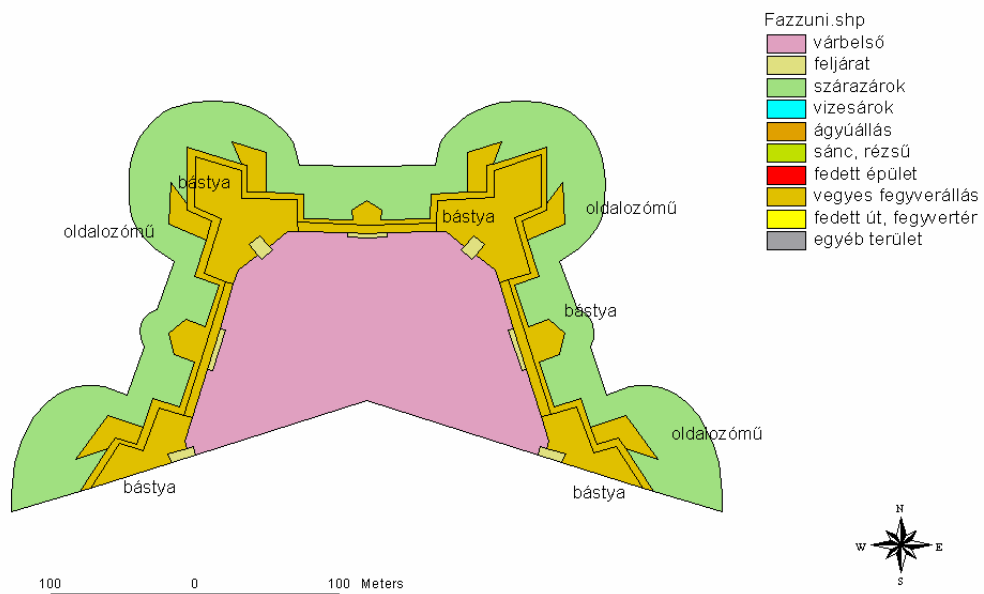 Fazzuni.shp
várbelső
feljárat
szárazárok
vizesárok
ágyúállás
sánc, rézsű
fedett épület
vegyes fegyverállás
fedett út, fegyvertér
egyéb terület
bástya
bástya
oldalozómű
oldalozómű
bástya
oldalozómű
bástya
bástya
N
W E
S
100 0 100 Meters